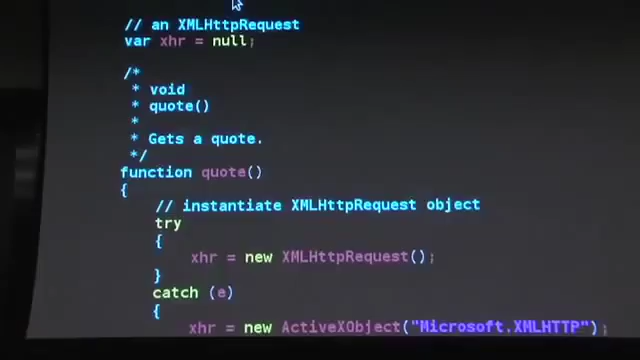 // an XMLHttpRequest
var xhr = null;
/*
* void
* quote()
*
* Gets a quote.
*/
function quote()
{
// instantiate XMLHttpRequest object
try
{
xhr = new XMLHttpRequest();
}
catch (e)
{
xhr = new ActiveXObject("Microsoft.XMLHTTP");